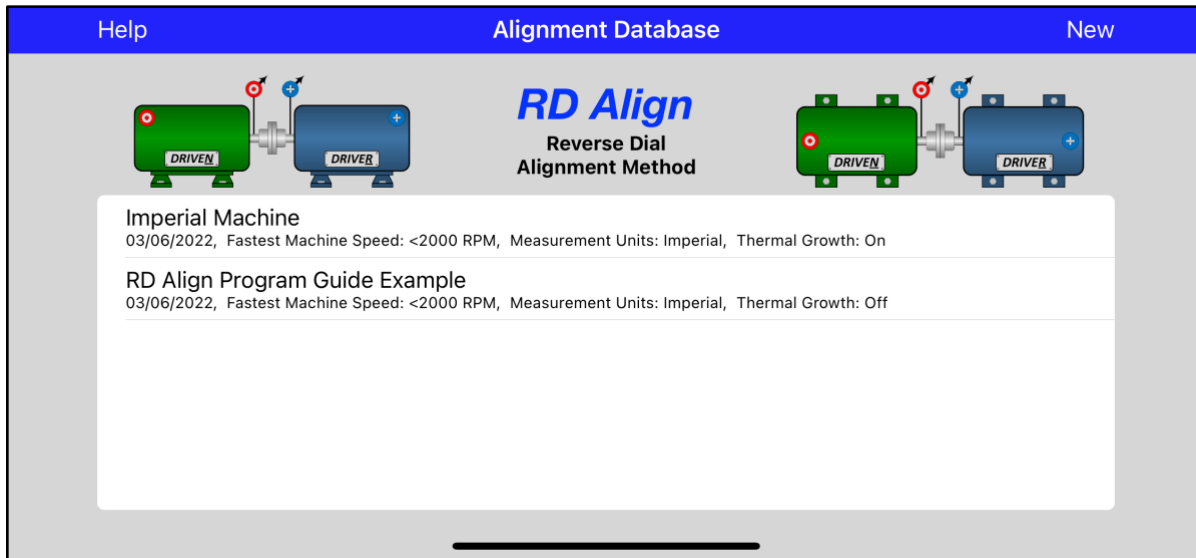 Help
Alignment Database
New
RD Align
Reverse Dial
Alignment Method
DRIVEN
DRIVER
DRIVEN
DRIVER
Imperial Machine
03/06/2022, Fastest Machine Speed: <2000 RPM, Measurement Units: Imperial, Thermal Growth: On
RD Align Program Guide Example
03/06/2022, Fastest Machine Speed: <2000 RPM, Measurement Units: Imperial, Thermal Growth: Off